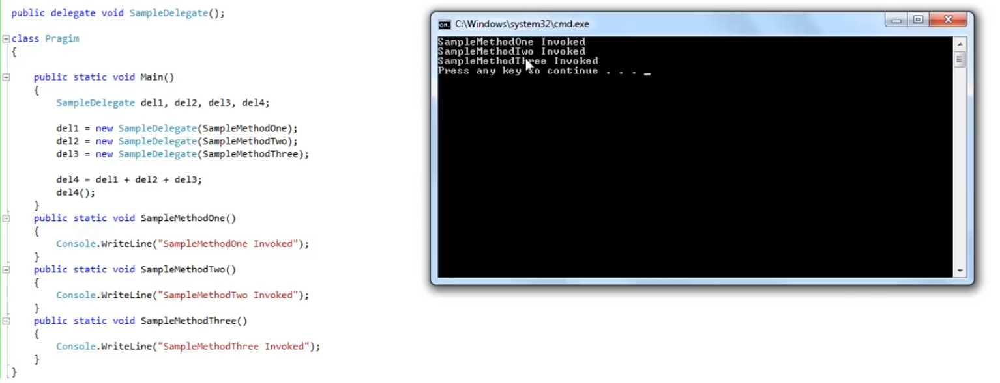 public delegate void SampleDelegate();
class Pragim
{
public static void Main()
{
SampleDelegate del1, del2, del3, del4;
del1 = new SampleDelegate(SampleMethodOne);
del2 = new SampleDelegate(SampleMethodTwo);
del3 = new SampleDelegate(SampleMethodThree);
del4 = del1 + del2 + del3;
del4();
}
public static void SampleMethodOne()
{
Console.WriteLine("SampleMethodOne Invoked");
}
public static void SampleMethodTwo()
{
Console.WriteLine("SampleMethodTwo Invoked");
}
public static void SampleMethodThree()
{
Console.WriteLine("SampleMethodThree Invoked");
}
}
C:\Windows\system32\cmd.exe
SampleMethodOne Invoked
SampleMethodTwo Invoked
SampleMethodThree Invoked
Press any key to continue . . . _